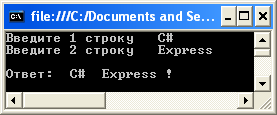 C:\
file:///C:/Documents and Se...
Введите 1 строку   C#
Введите 2 строку   Express
Ответ:  C#  Express !